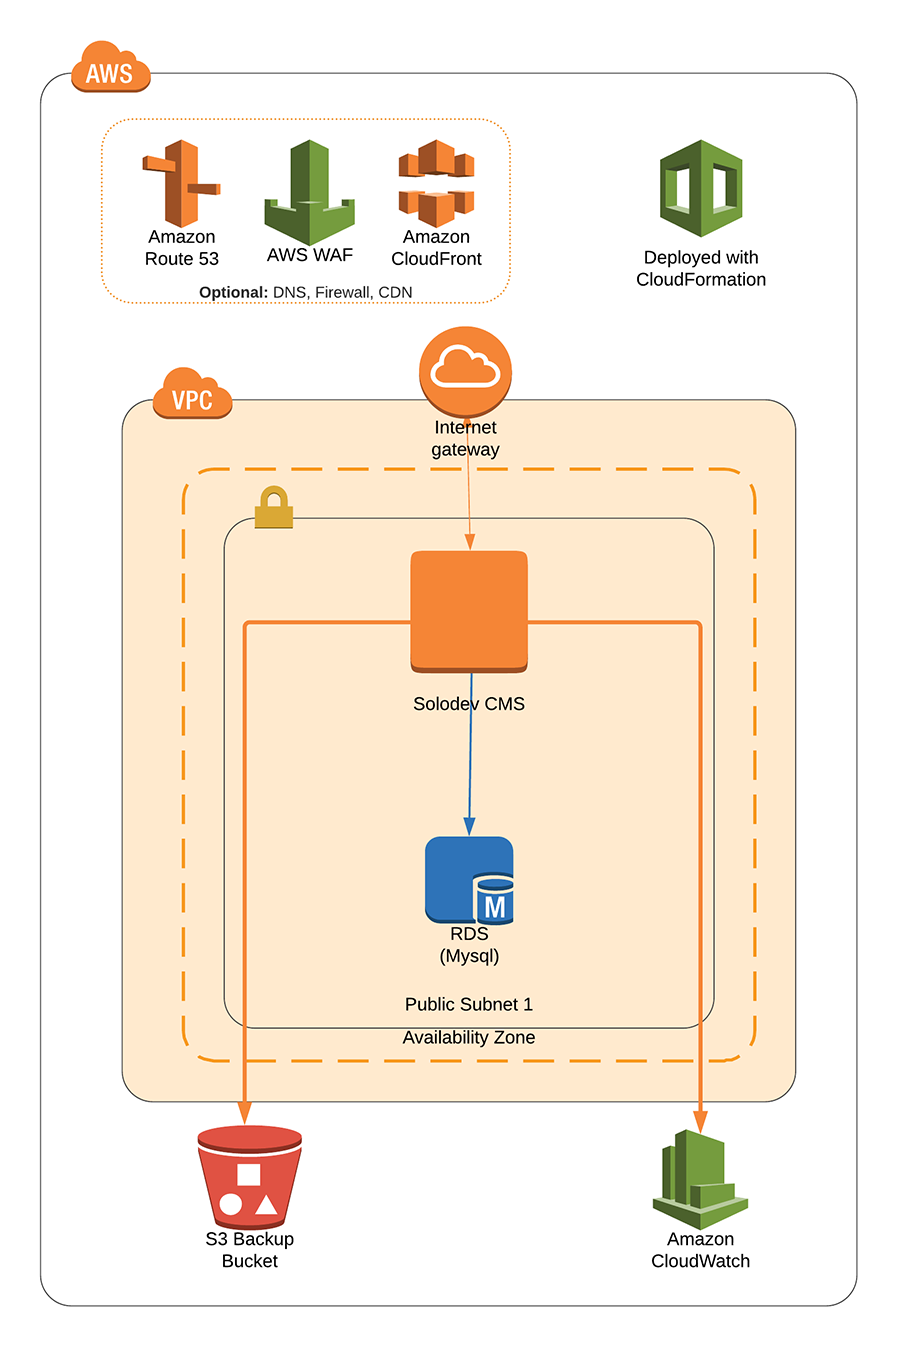 AWS
Amazon
Route 53
AWS WAF
Amazon
CloudFront
Optional: DNS, Firewall, CDN
Deployed with
CloudFormation
VPC
Internet
gateway
Solodev CMS
M
RDS
(Mysql)
Public Subnet 1
Availability Zone
S3 Backup
Bucket
Amazon
CloudWatch